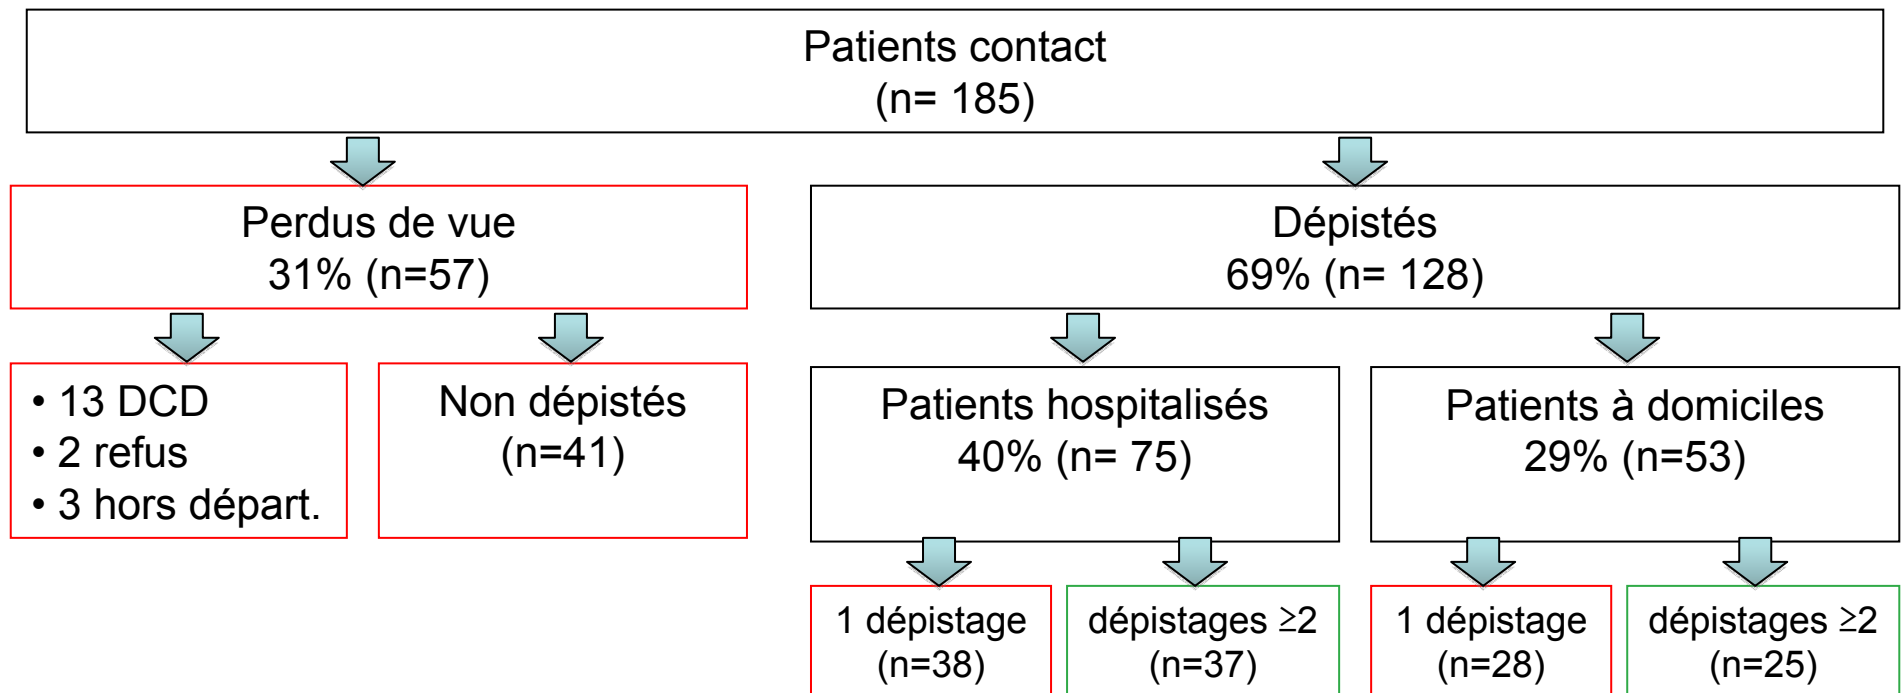 Patients contact
(n= 185)
Perdus de vue
31% (n=57)
Dépistés
69% (n= 128)
• 13 DCD
• 2 refus
• 3 hors départ.
Non dépistés
(n=41)
Patients hospitalisés
40% (n= 75)
Patients à domiciles
29% (n=53)
1 dépistage
(n=38)
dépistages ≥2
(n=37)
1 dépistage
(n=28)
dépistages ≥2
(n=25)